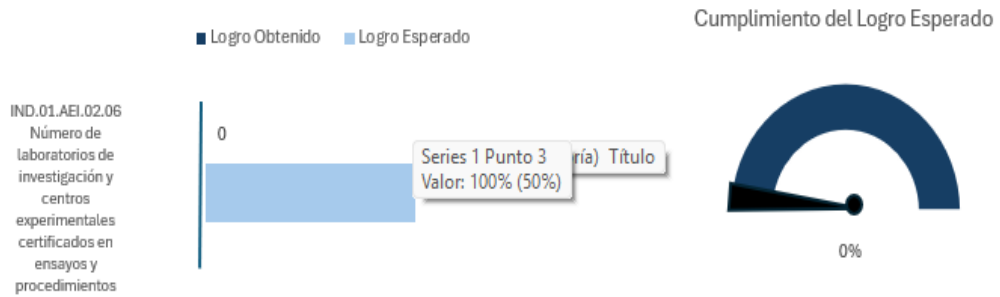 Cumplimiento del Logro Esperado
Logro Obtenido Logro Esperado
IND.01.AEI.02.06
Número de
laboratorios de
investigación y
centros
experimentales
certificados en
ensayos y
procedimientos
0
Series 1 Punto 3
Valor: 100% (50%)
ría) Título
0%